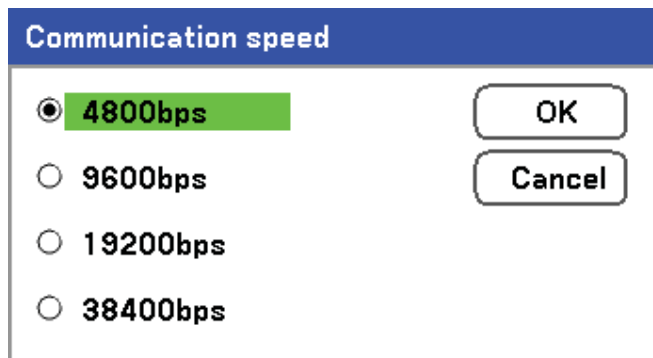 Communication speed
4800bps
OK
9600bps
Cancel
19200bps
38400bps